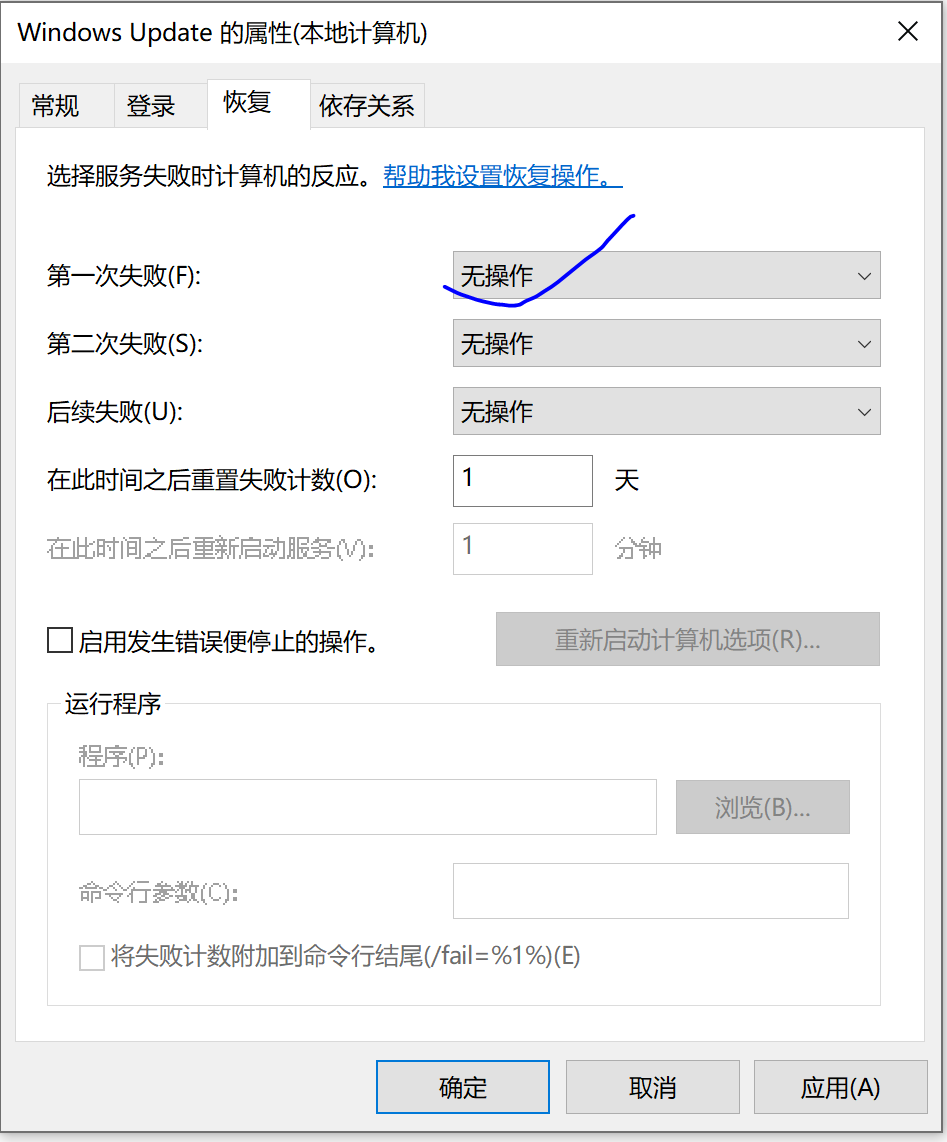 Windows Update 的属性(本地计算机)
常规 登录 恢复 依存关系
选择服务失败时计算机的反应。帮助我设置恢复操作。
第一次失败(F): 无操作
第二次失败(S): 无操作
后续失败(U): 无操作
在此时间之后重置失败计数(O): 1 天
在此时间之后重新启动服务(V): 1 分钟
启用发生错误便停止的操作。 重新启动计算机选项(R)...
运行程序
程序(P):
浏览(B)...
命令行参数(C):
将失败计数附加到命令行结尾(/fail=%1%)(E)
确定 取消 应用(A)